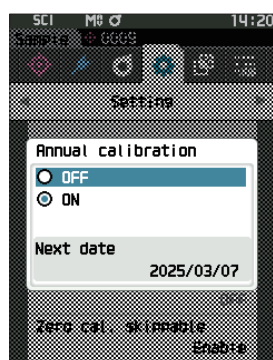 SCI M 14:20
Sample 0009
Setting
Annual calibration
OFF
ON
Next date
2025/03/07
OFF
Zero cal. skippable
Enable